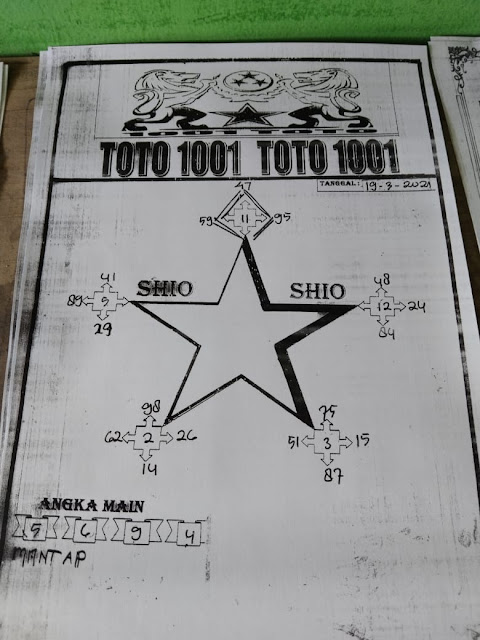 TOTO 1001 TOTO 1001
TANGGAL: 19-3-2021
47
59 11 95
41
89 5
29
SHIO SHIO
48
12 24
84
98
62 2 26
14
75
51 3 15
87
ANGKA MAIN
5 6 9 4
MANTAP